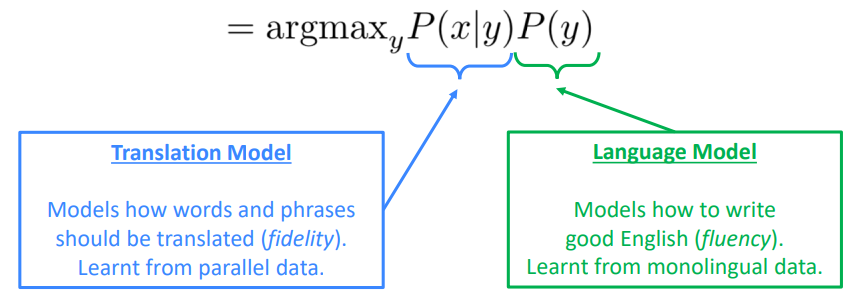 = argmax_y P(x|y)P(y)
Translation Model
Models how words and phrases
should be translated (fidelity).
Learnt from parallel data.
Language Model
Models how to write
good English (fluency).
Learnt from monolingual data.